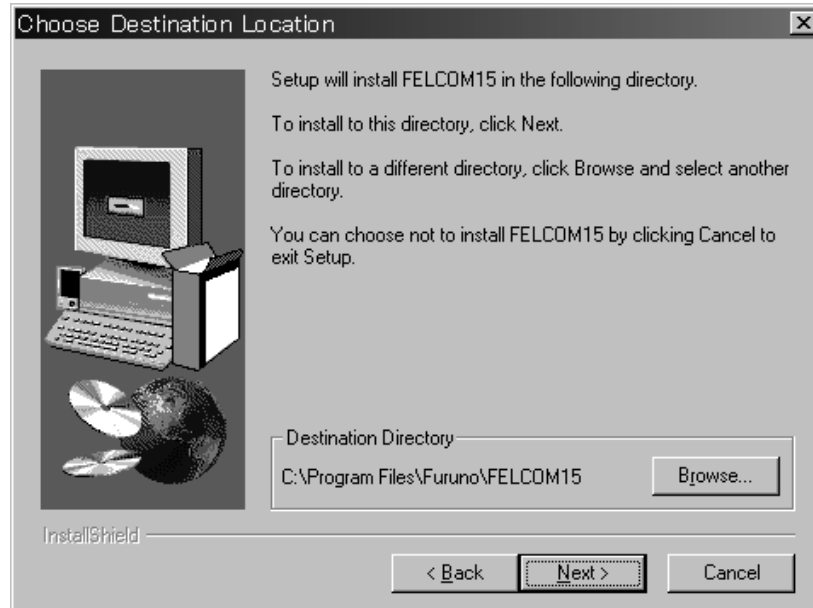 Choose Destination Location
Setup will install FELCOM15 in the following directory.
To install to this directory, click Next.
To install to a different directory, click Browse and select another
directory.
You can choose not to install FELCOM15 by clicking Cancel to
exit Setup.
Destination Directory
C:\Program Files\Furuno\FELCOM15
Browse...
InstallShield
< Back
Next >
Cancel